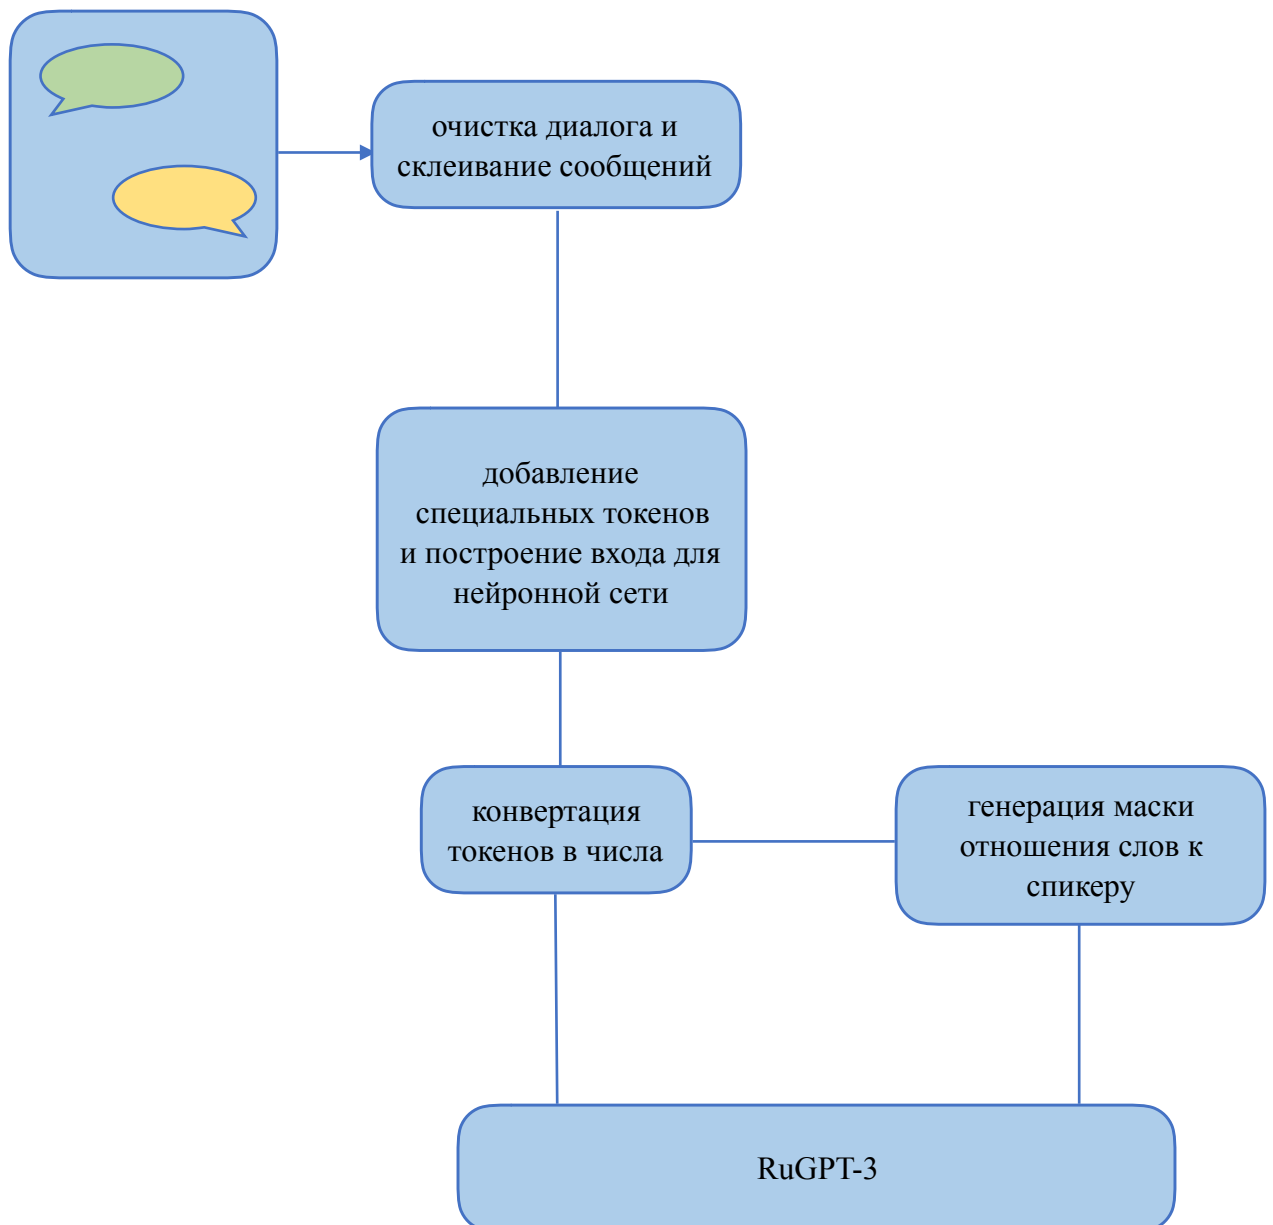 очистка диалога и
склеивание сообщений
добавление
специальных токенов
и построение входа для
нейронной сети
конвертация
токенов в числа
генерация маски
отношения слов к
спикеру
RuGPT-3